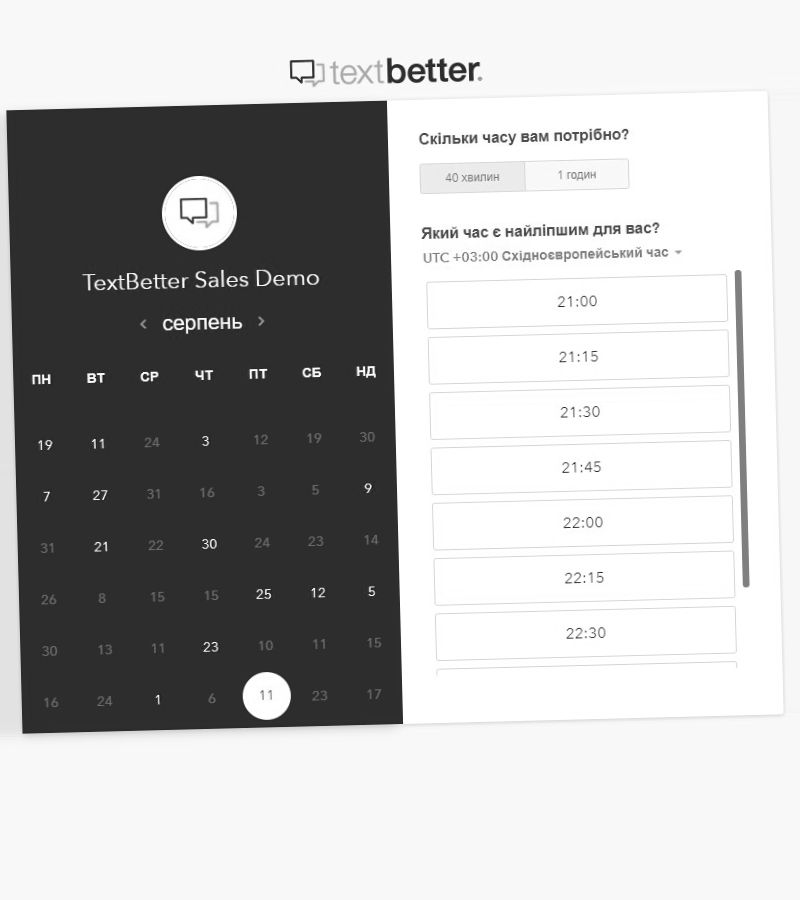 textbetter.
TextBetter Sales Demo
‹ серпень ›
ПН ВТ СР ЧТ ПТ СБ НД
19 11 24 3 12 19 30
7 27 31 16 3 5 9
31 21 22 30 24 23 14
26 8 15 15 25 12 5
30 13 11 23 10 11 15
16 24 1 6 11 23 17
Скільки часу вам потрібно?
40 хвилин 1 годин
Який час є найліпшим для вас?
UTC +03:00 Східноєвропейський час
21:00
21:15
21:30
21:45
22:00
22:15
22:30